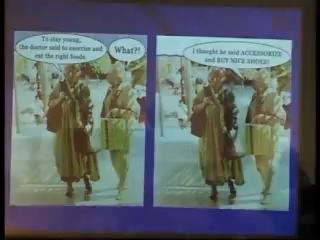 To stay young,
the doctor said to exercise and
eat the right foods.
What?!
I thought he said ACCESSORIZE
and BUY NICE SHOES!